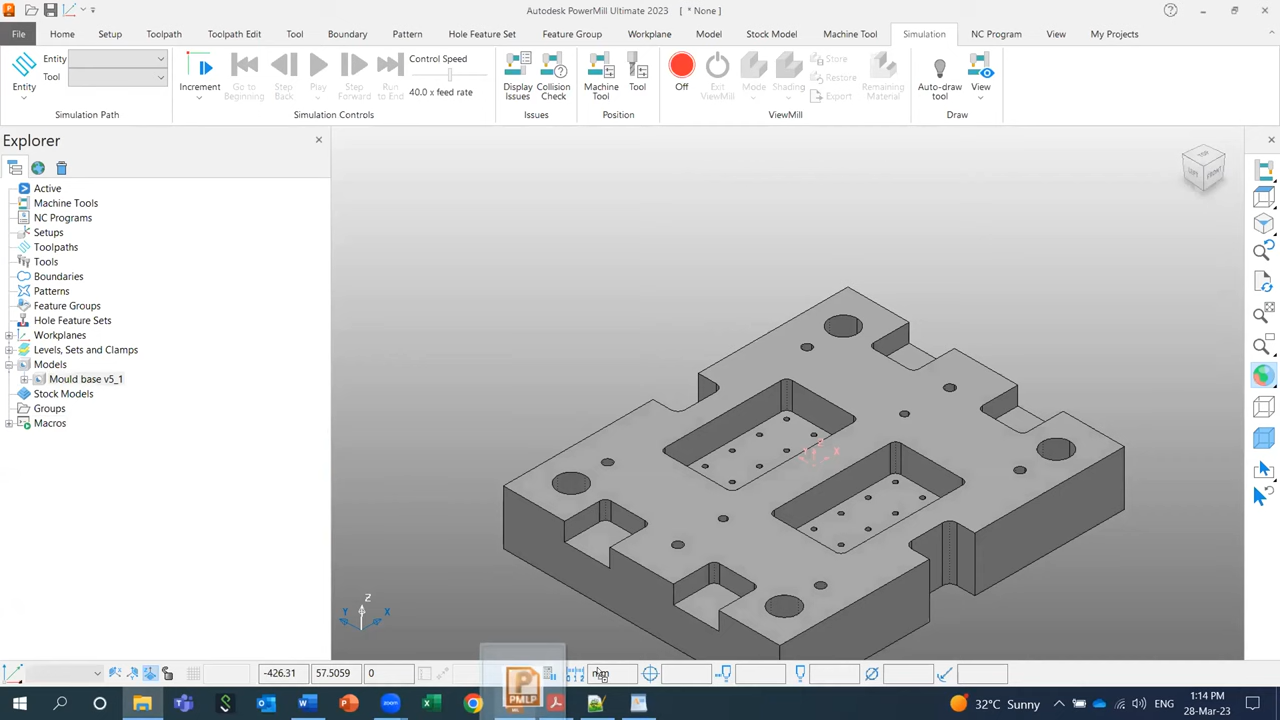 Autodesk PowerMill Ultimate 2023 [ * None ]
File Home Setup Toolpath Toolpath Edit Tool Boundary Pattern Hole Feature Set Feature Group Workplane Model Stock Model Machine Tool Simulation NC Program View My Projects
Entity
Tool
Entity
Simulation Path
Increment
Go to Beginning
Step Back
Play
Step Forward
Run to End
Control Speed
40.0 x feed rate
Simulation Controls
Display Issues
Collision Check
Issues
Machine Tool
Tool
Position
Off
Exit ViewMill
Mode
Shading
Store
Restore
Export
Remaining Material
ViewMill
Auto-draw tool
View
Draw
Explorer
Active
Machine Tools
NC Programs
Setups
Toolpaths
Tools
Boundaries
Patterns
Feature Groups
Hole Feature Sets
Workplanes
Levels, Sets and Clamps
Models
Mould base v5_1
Stock Models
Groups
Macros
TOP
LEFT
FRONT
X
Z
Y
X
-426.31 57.5059 0 mm
PMLP
32°C Sunny
1:14 PM
28-Mar-23